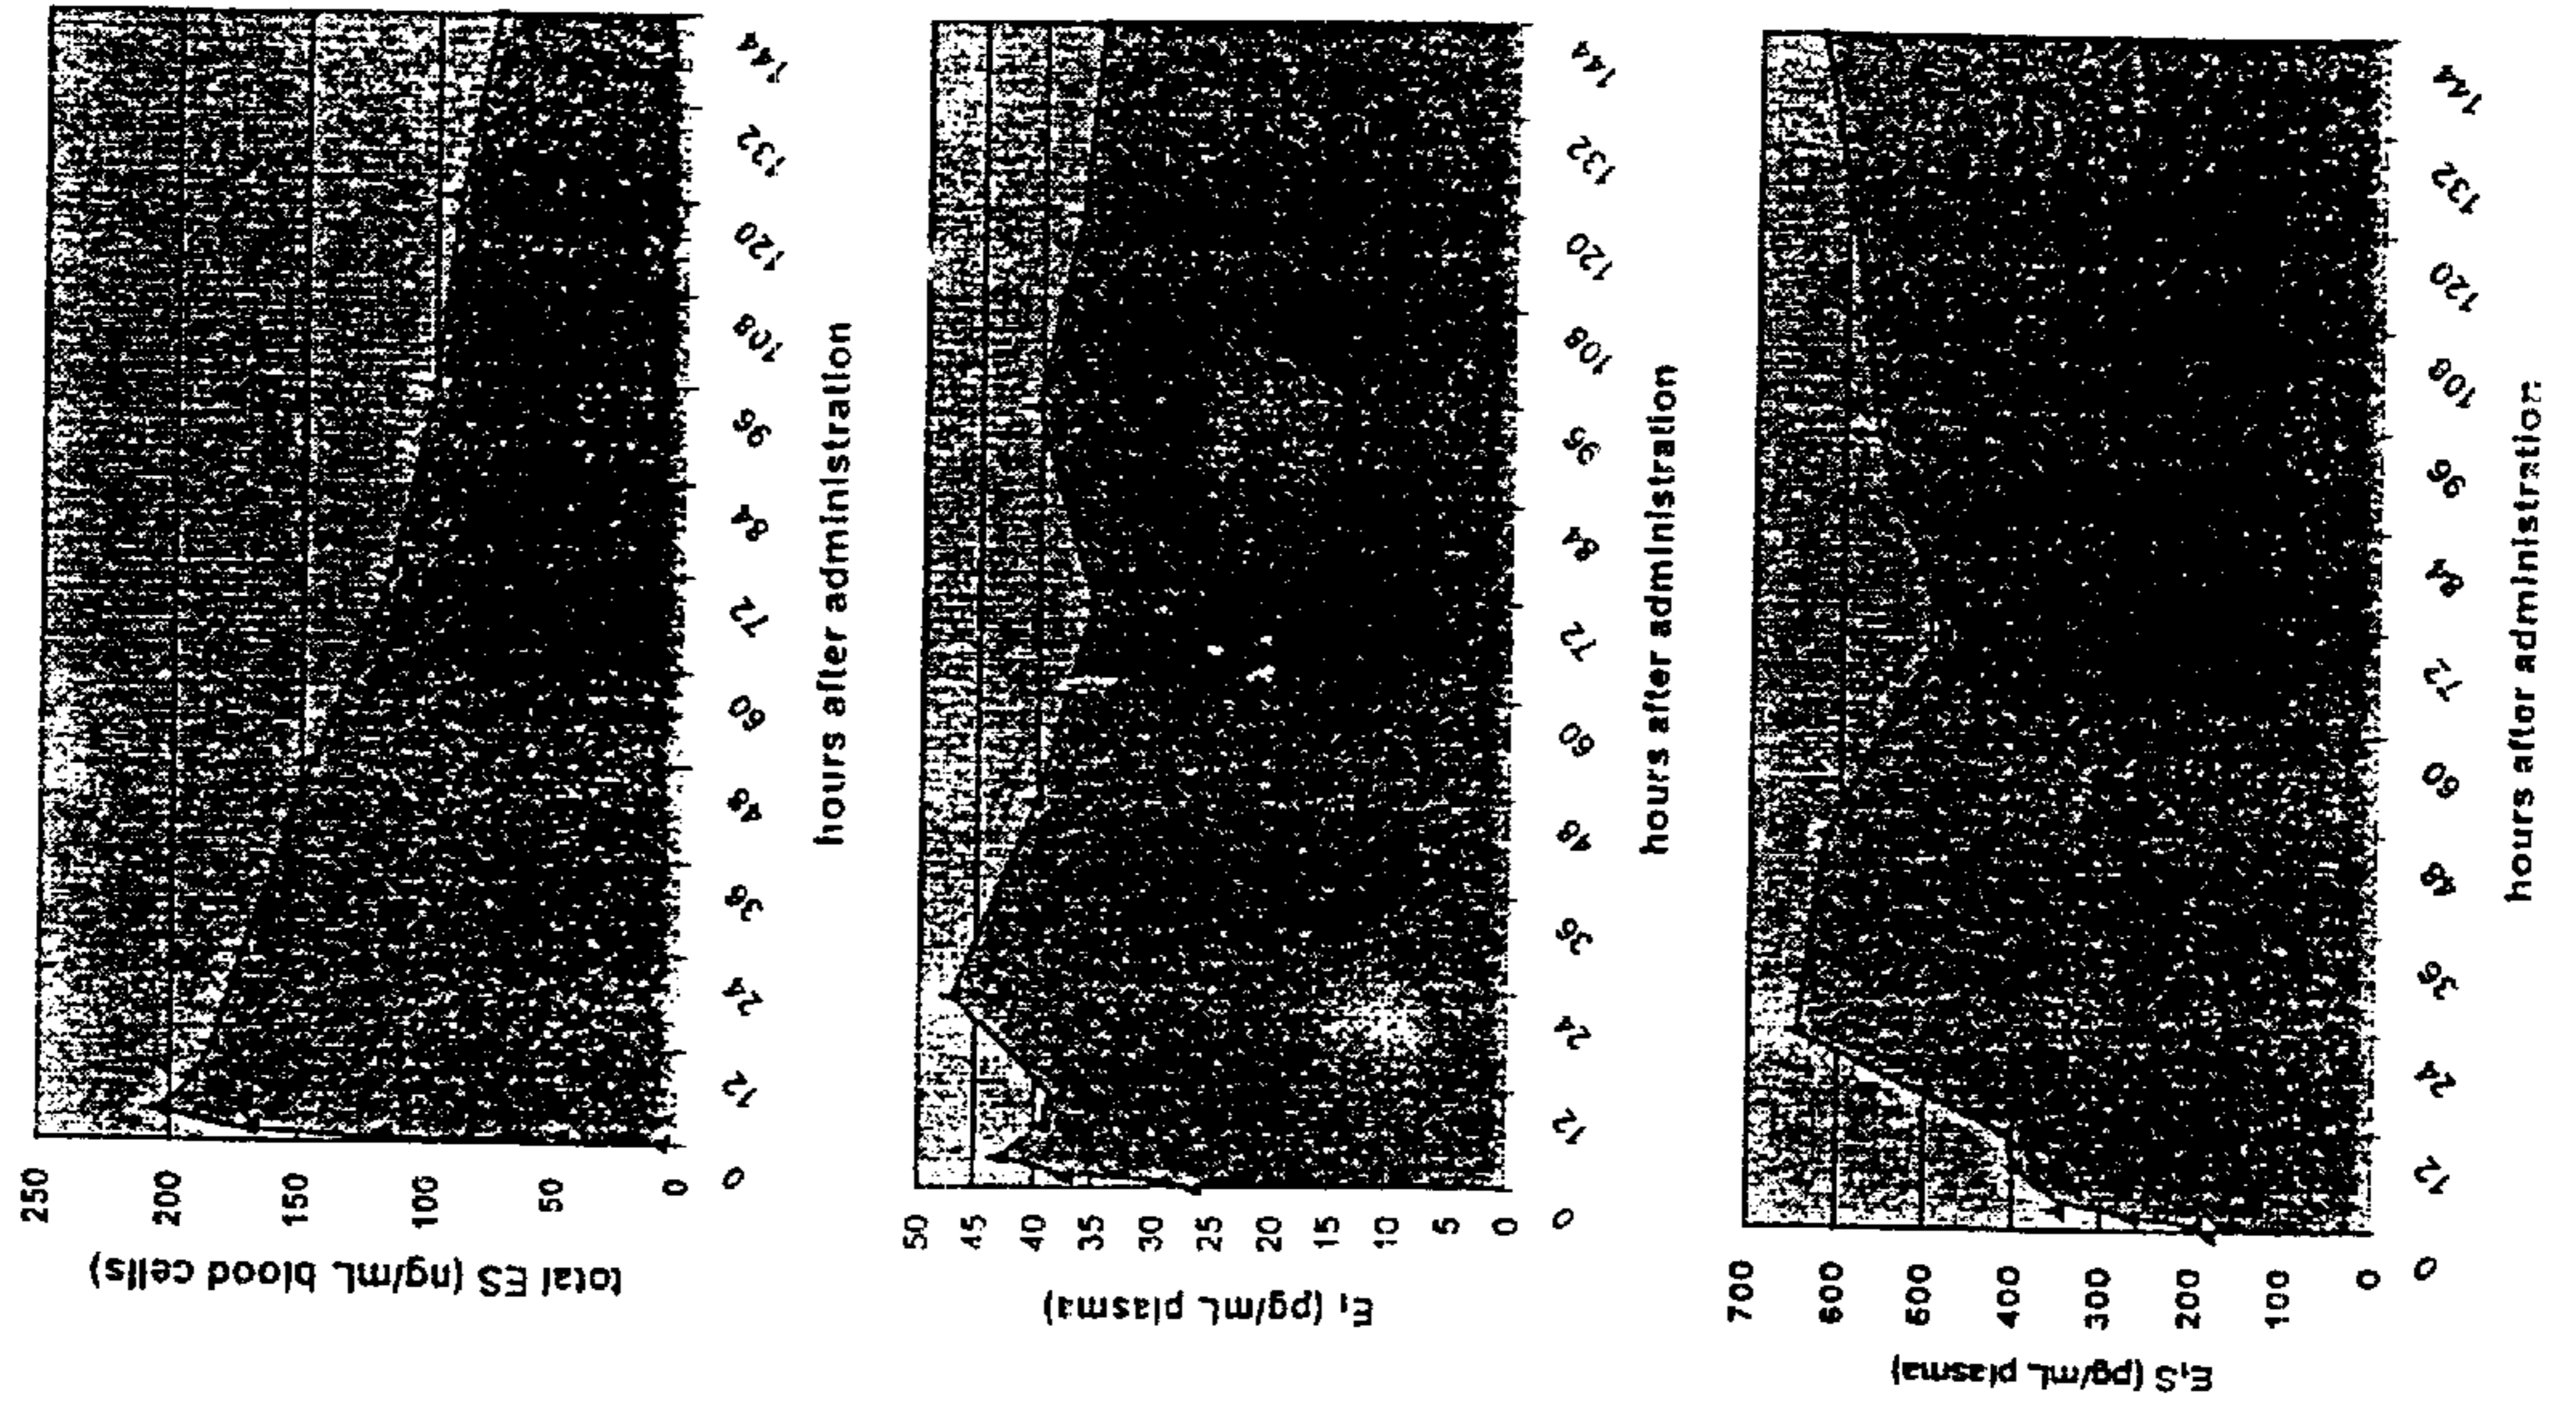 250
200
150
100
50
0
total ES (ng/mL blood cells)
0 12 24 36 48 60 72 84 96 108 120 132 144
hours after administration
50
45
40
35
30
25
20
15
10
5
0
E₁ (pg/mL plasma)
0 12 24 36 48 60 72 84 96 108 120 132 144
hours after administration
700
600
500
400
300
200
100
0
E₁S (pg/mL plasma)
0 12 24 36 48 60 72 84 96 108 120 132 144
hours after administration